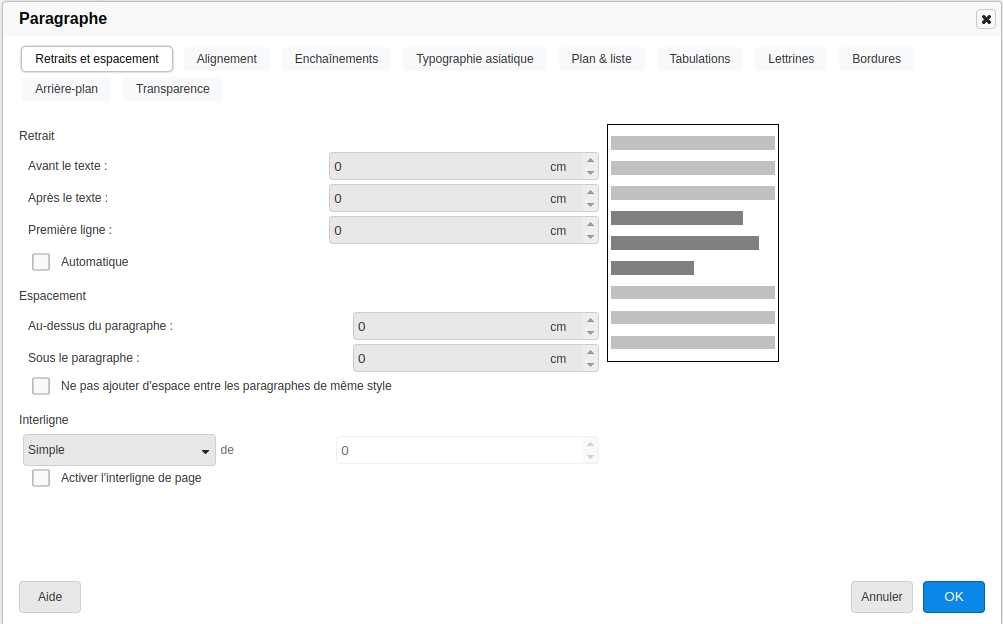 Paragraphe
Retraits et espacement Alignement Enchaînements Typographie asiatique Plan & liste Tabulations Lettrines Bordures
Arrière-plan Transparence
Retrait
Avant le texte : 0 cm
Après le texte : 0 cm
Première ligne : 0 cm
Automatique
Espacement
Au-dessus du paragraphe : 0 cm
Sous le paragraphe : 0 cm
Ne pas ajouter d'espace entre les paragraphes de même style
Interligne
Simple de 0
Activer l'interligne de page
Aide Annuler OK